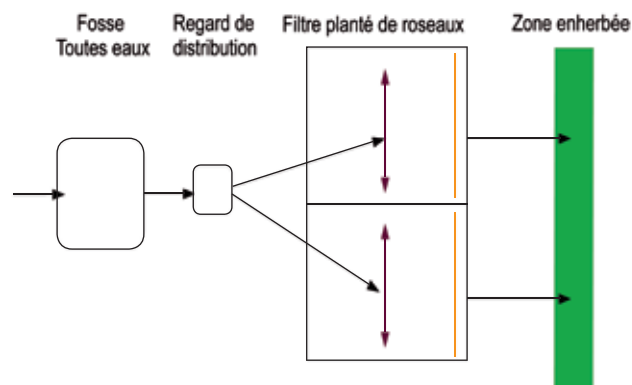 Fosse
Toutes eaux
Regard de
distribution
Filtre planté de roseaux
Zone enherbée